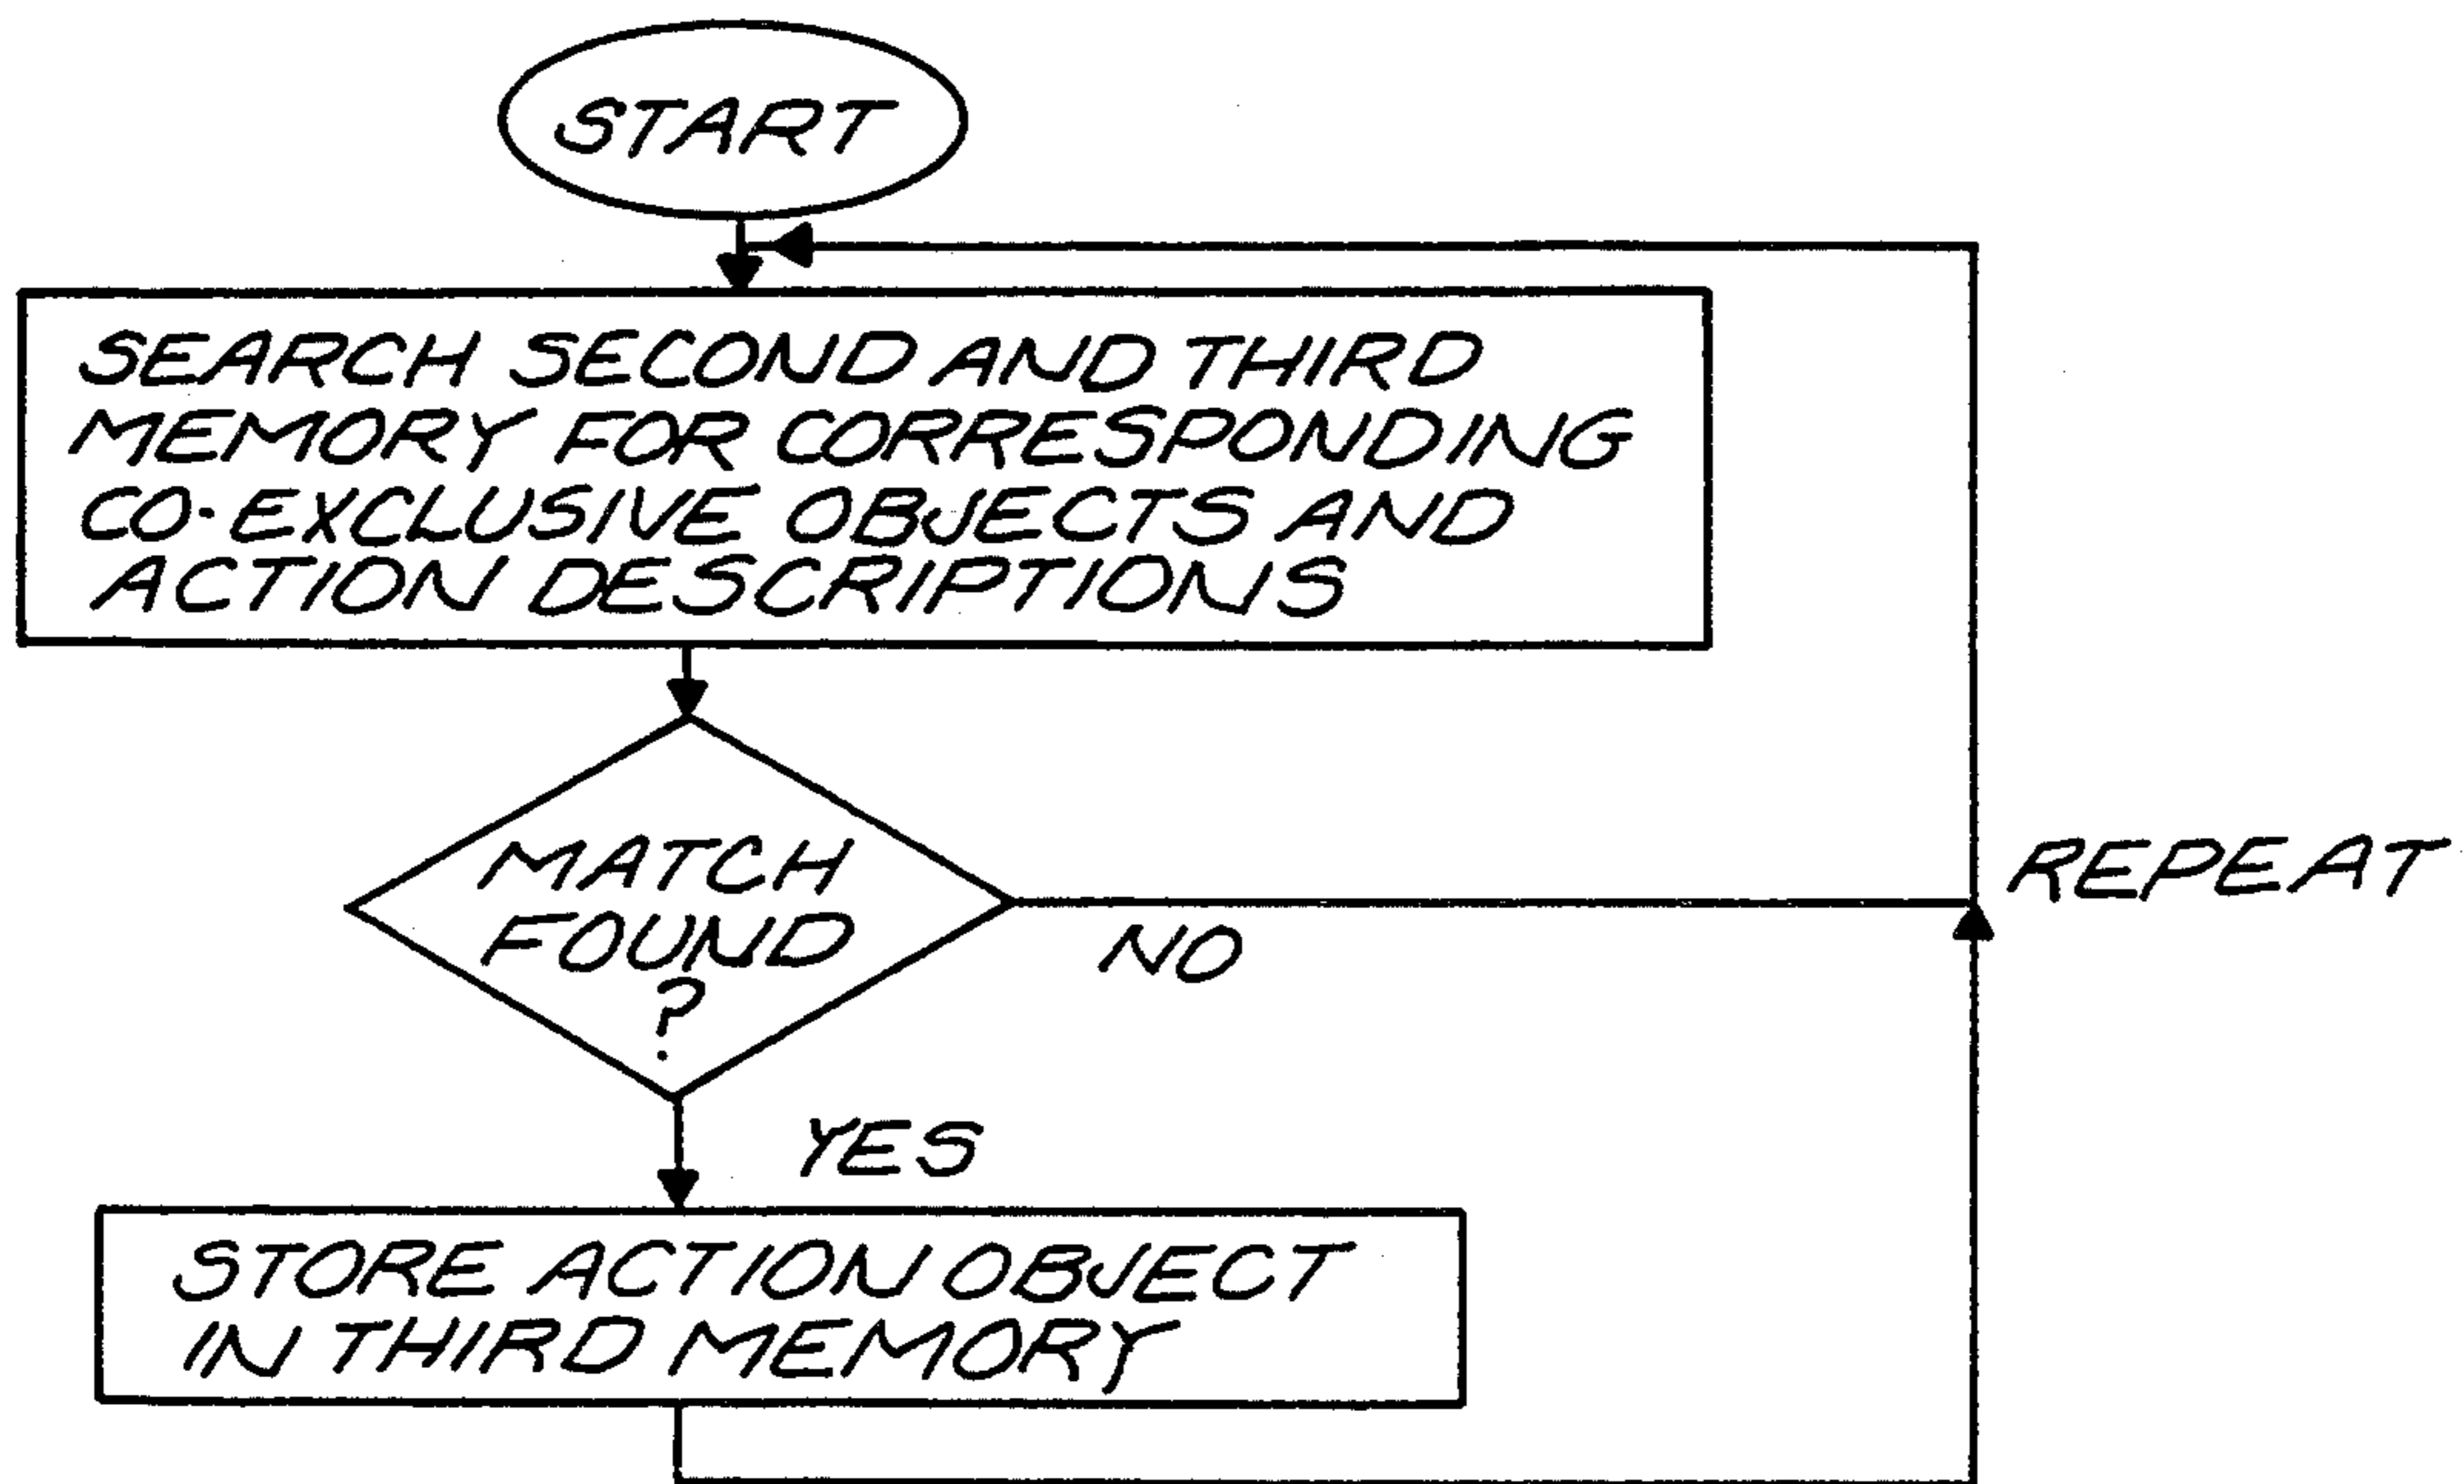 START
SEARCH SECOND AND THIRD
MEMORY FOR CORRESPONDING
CO-EXCLUSIVE OBJECTS AND
ACTION DESCRIPTIONS
MATCH
FOUND
?
NO
REPEAT
YES
STORE ACTION OBJECT
IN THIRD MEMORY